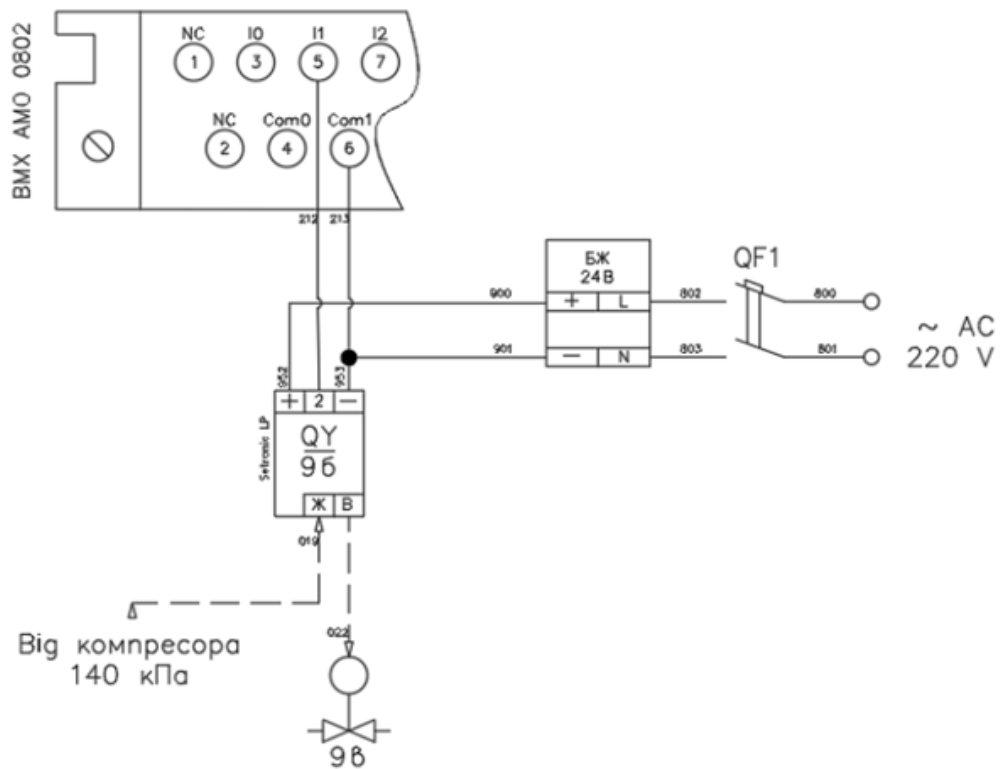 BMX AMO 0802
NC I0 I1 I2
1 3 5 7
NC Com0 Com1
2 4 6
212 213
БЖ
24В
QF1
900 + L 802 800
901 — N 803 801
~ AC
220 V
952 953
+ 2 —
Setronic LP
QY
9б
Ж В
019
Від компресора
140 кПа
022
9в